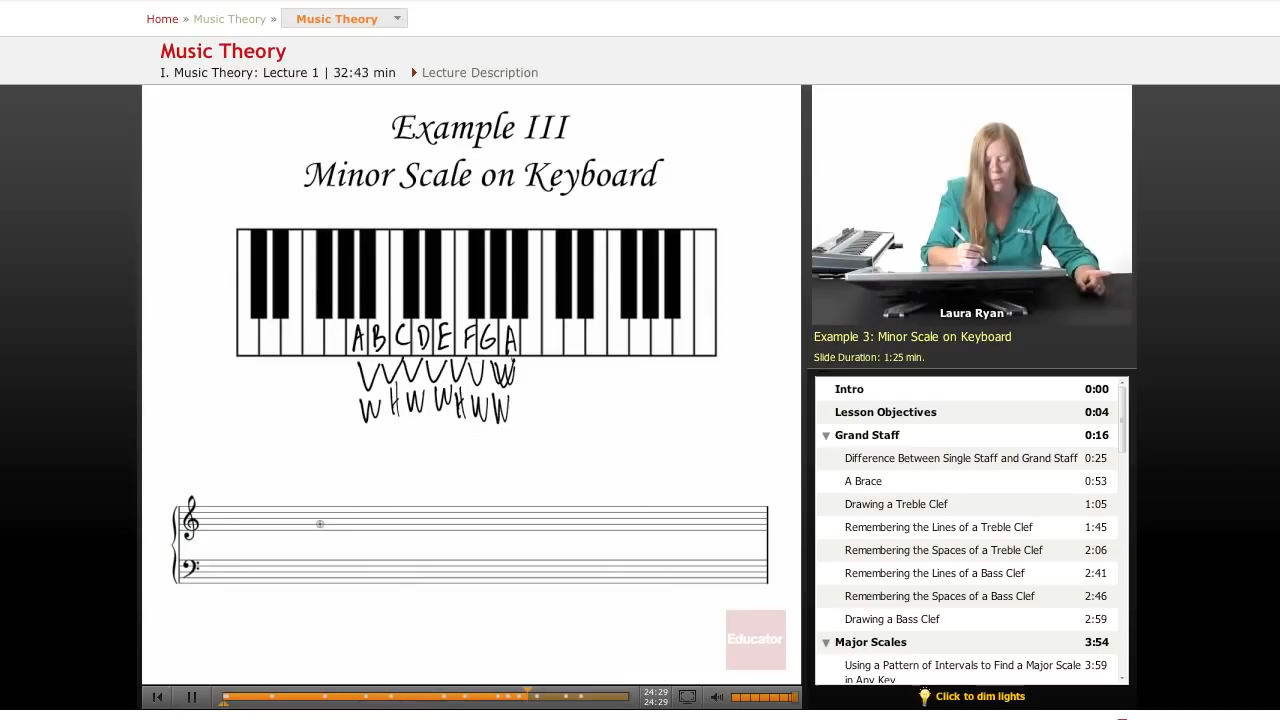 Home » Music Theory » Music Theory
Music Theory
I. Music Theory: Lecture 1 | 32:43 min Lecture Description
Example III
Minor Scale on Keyboard
A B C D E F G A
W H W W H W W
Laura Ryan
Example 3: Minor Scale on Keyboard
Slide Duration: 1:25 min.
Intro 0:00
Lesson Objectives 0:04
Grand Staff 0:16
Difference Between Single Staff and Grand Staff 0:25
A Brace 0:53
Drawing a Treble Clef 1:05
Remembering the Lines of a Treble Clef 1:45
Remembering the Spaces of a Treble Clef 2:06
Remembering the Lines of a Bass Clef 2:41
Remembering the Spaces of a Bass Clef 2:46
Drawing a Bass Clef 2:59
Major Scales 3:54
Using a Pattern of Intervals to Find a Major Scale 3:59
in Any Key
Educator
24:29
24:29
Click to dim lights